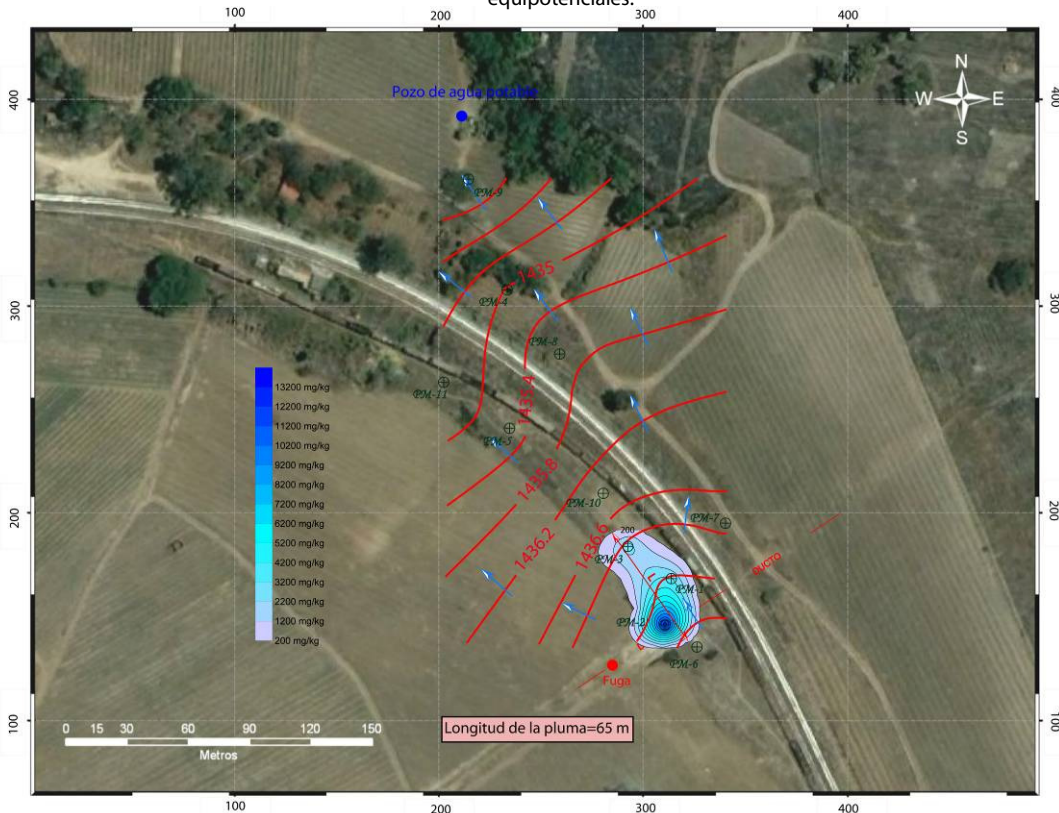 equipotenciales.
100
200
300
400
400
400
Pozo de agua potable
N
W
E
S
PM-9
1435
PM-4
300
300
PM-8
PM-11
1435.4
13200 mg/kg
12200 mg/kg
11200 mg/kg
10200 mg/kg
9200 mg/kg
8200 mg/kg
7200 mg/kg
6200 mg/kg
5200 mg/kg
4200 mg/kg
3200 mg/kg
2200 mg/kg
1200 mg/kg
200 mg/kg
PM-5
1435.8
PM-10
200
200
PM-7
1436.2
1436.6
200
PM-3
DUCTO
L
PM-1
PM-2
PM-6
Fuga
100
100
Longitud de la pluma=65 m
0 15 30 60 90 120 150
Metros
100
200
300
400